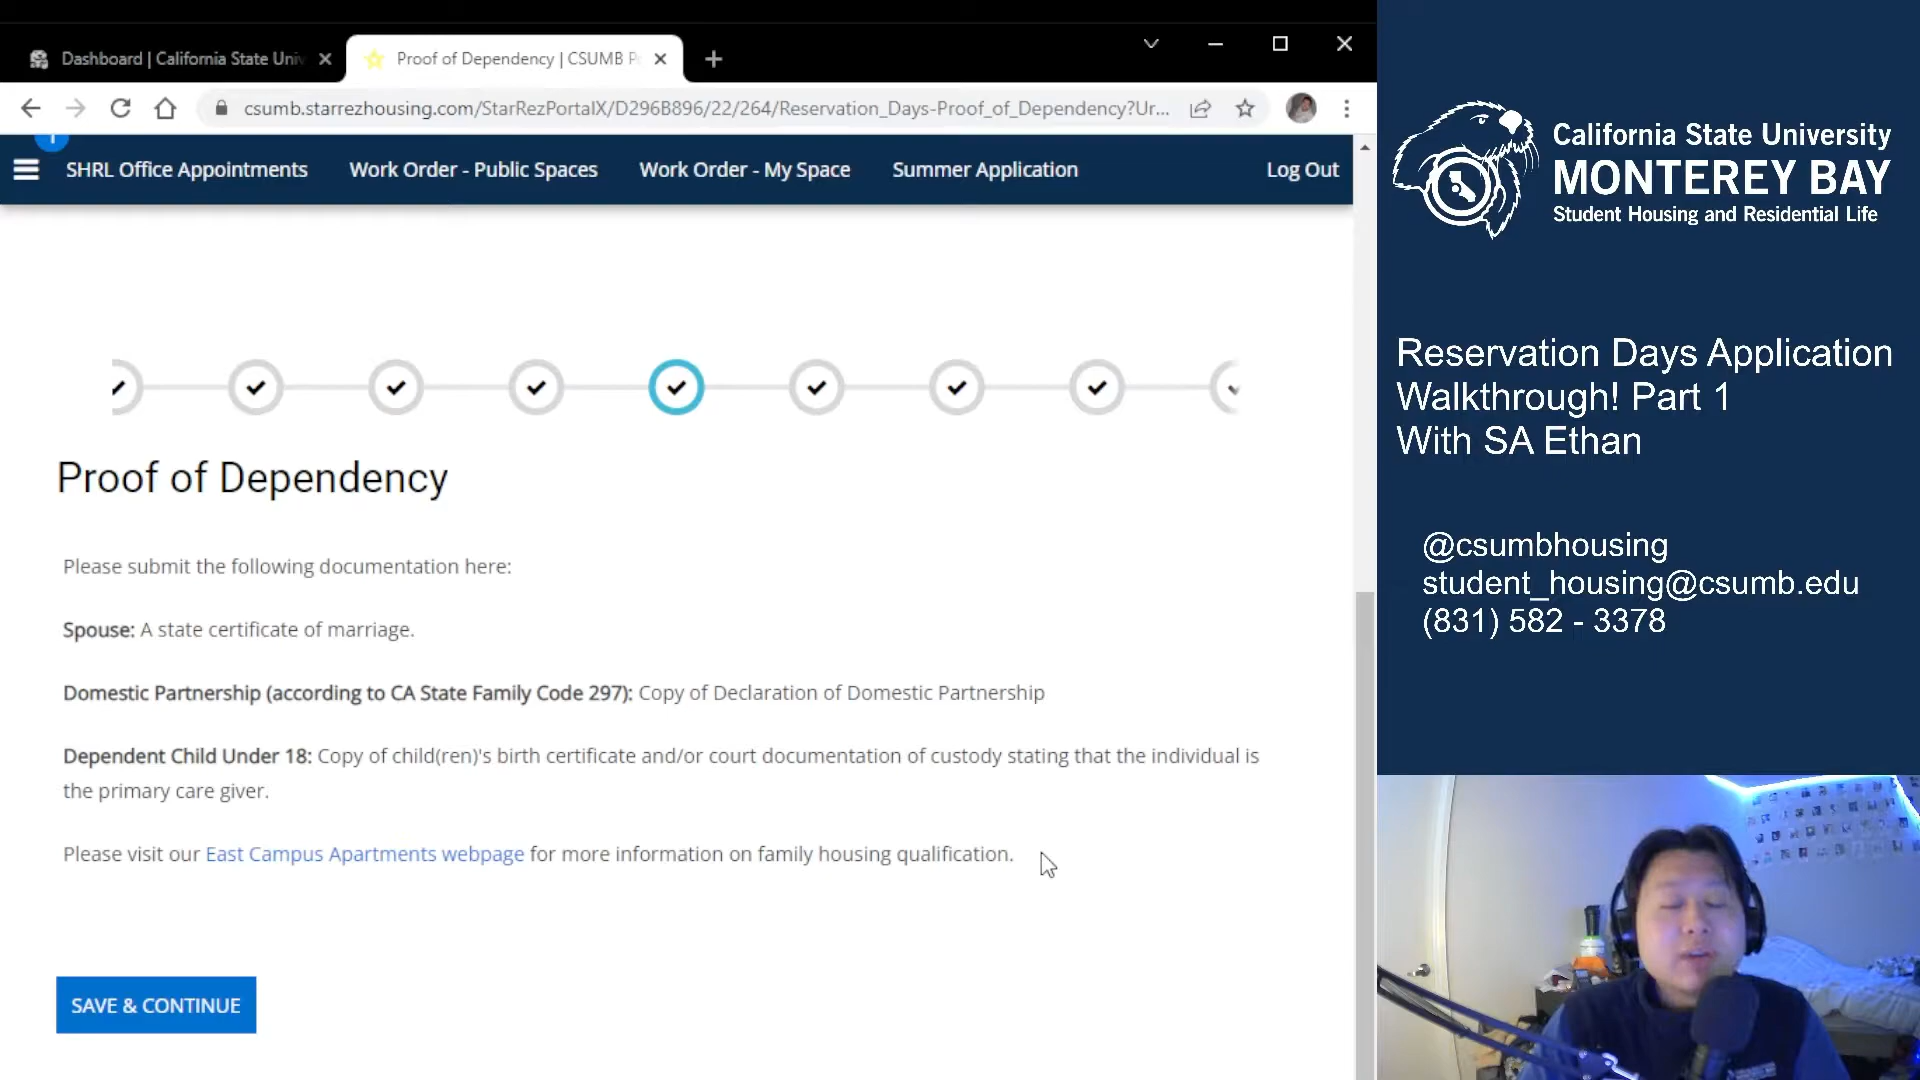 Dashboard | California State Univ
Proof of Dependency | CSUMB P
csumb.starrezhousing.com/StarRezPortalX/D296B896/22/264/Reservation_Days-Proof_of_Dependency?Ur...
SHRL Office Appointments
Work Order - Public Spaces
Work Order - My Space
Summer Application
Log Out
Proof of Dependency
Please submit the following documentation here:
Spouse: A state certificate of marriage.
Domestic Partnership (according to CA State Family Code 297): Copy of Declaration of Domestic Partnership
Dependent Child Under 18: Copy of child(ren)'s birth certificate and/or court documentation of custody stating that the individual is
the primary care giver.
Please visit our East Campus Apartments webpage for more information on family housing qualification.
SAVE & CONTINUE
California State University
MONTEREY BAY
Student Housing and Residential Life
Reservation Days Application
Walkthrough! Part 1
With SA Ethan
@csumbhousing
student_housing@csumb.edu
(831) 582 - 3378